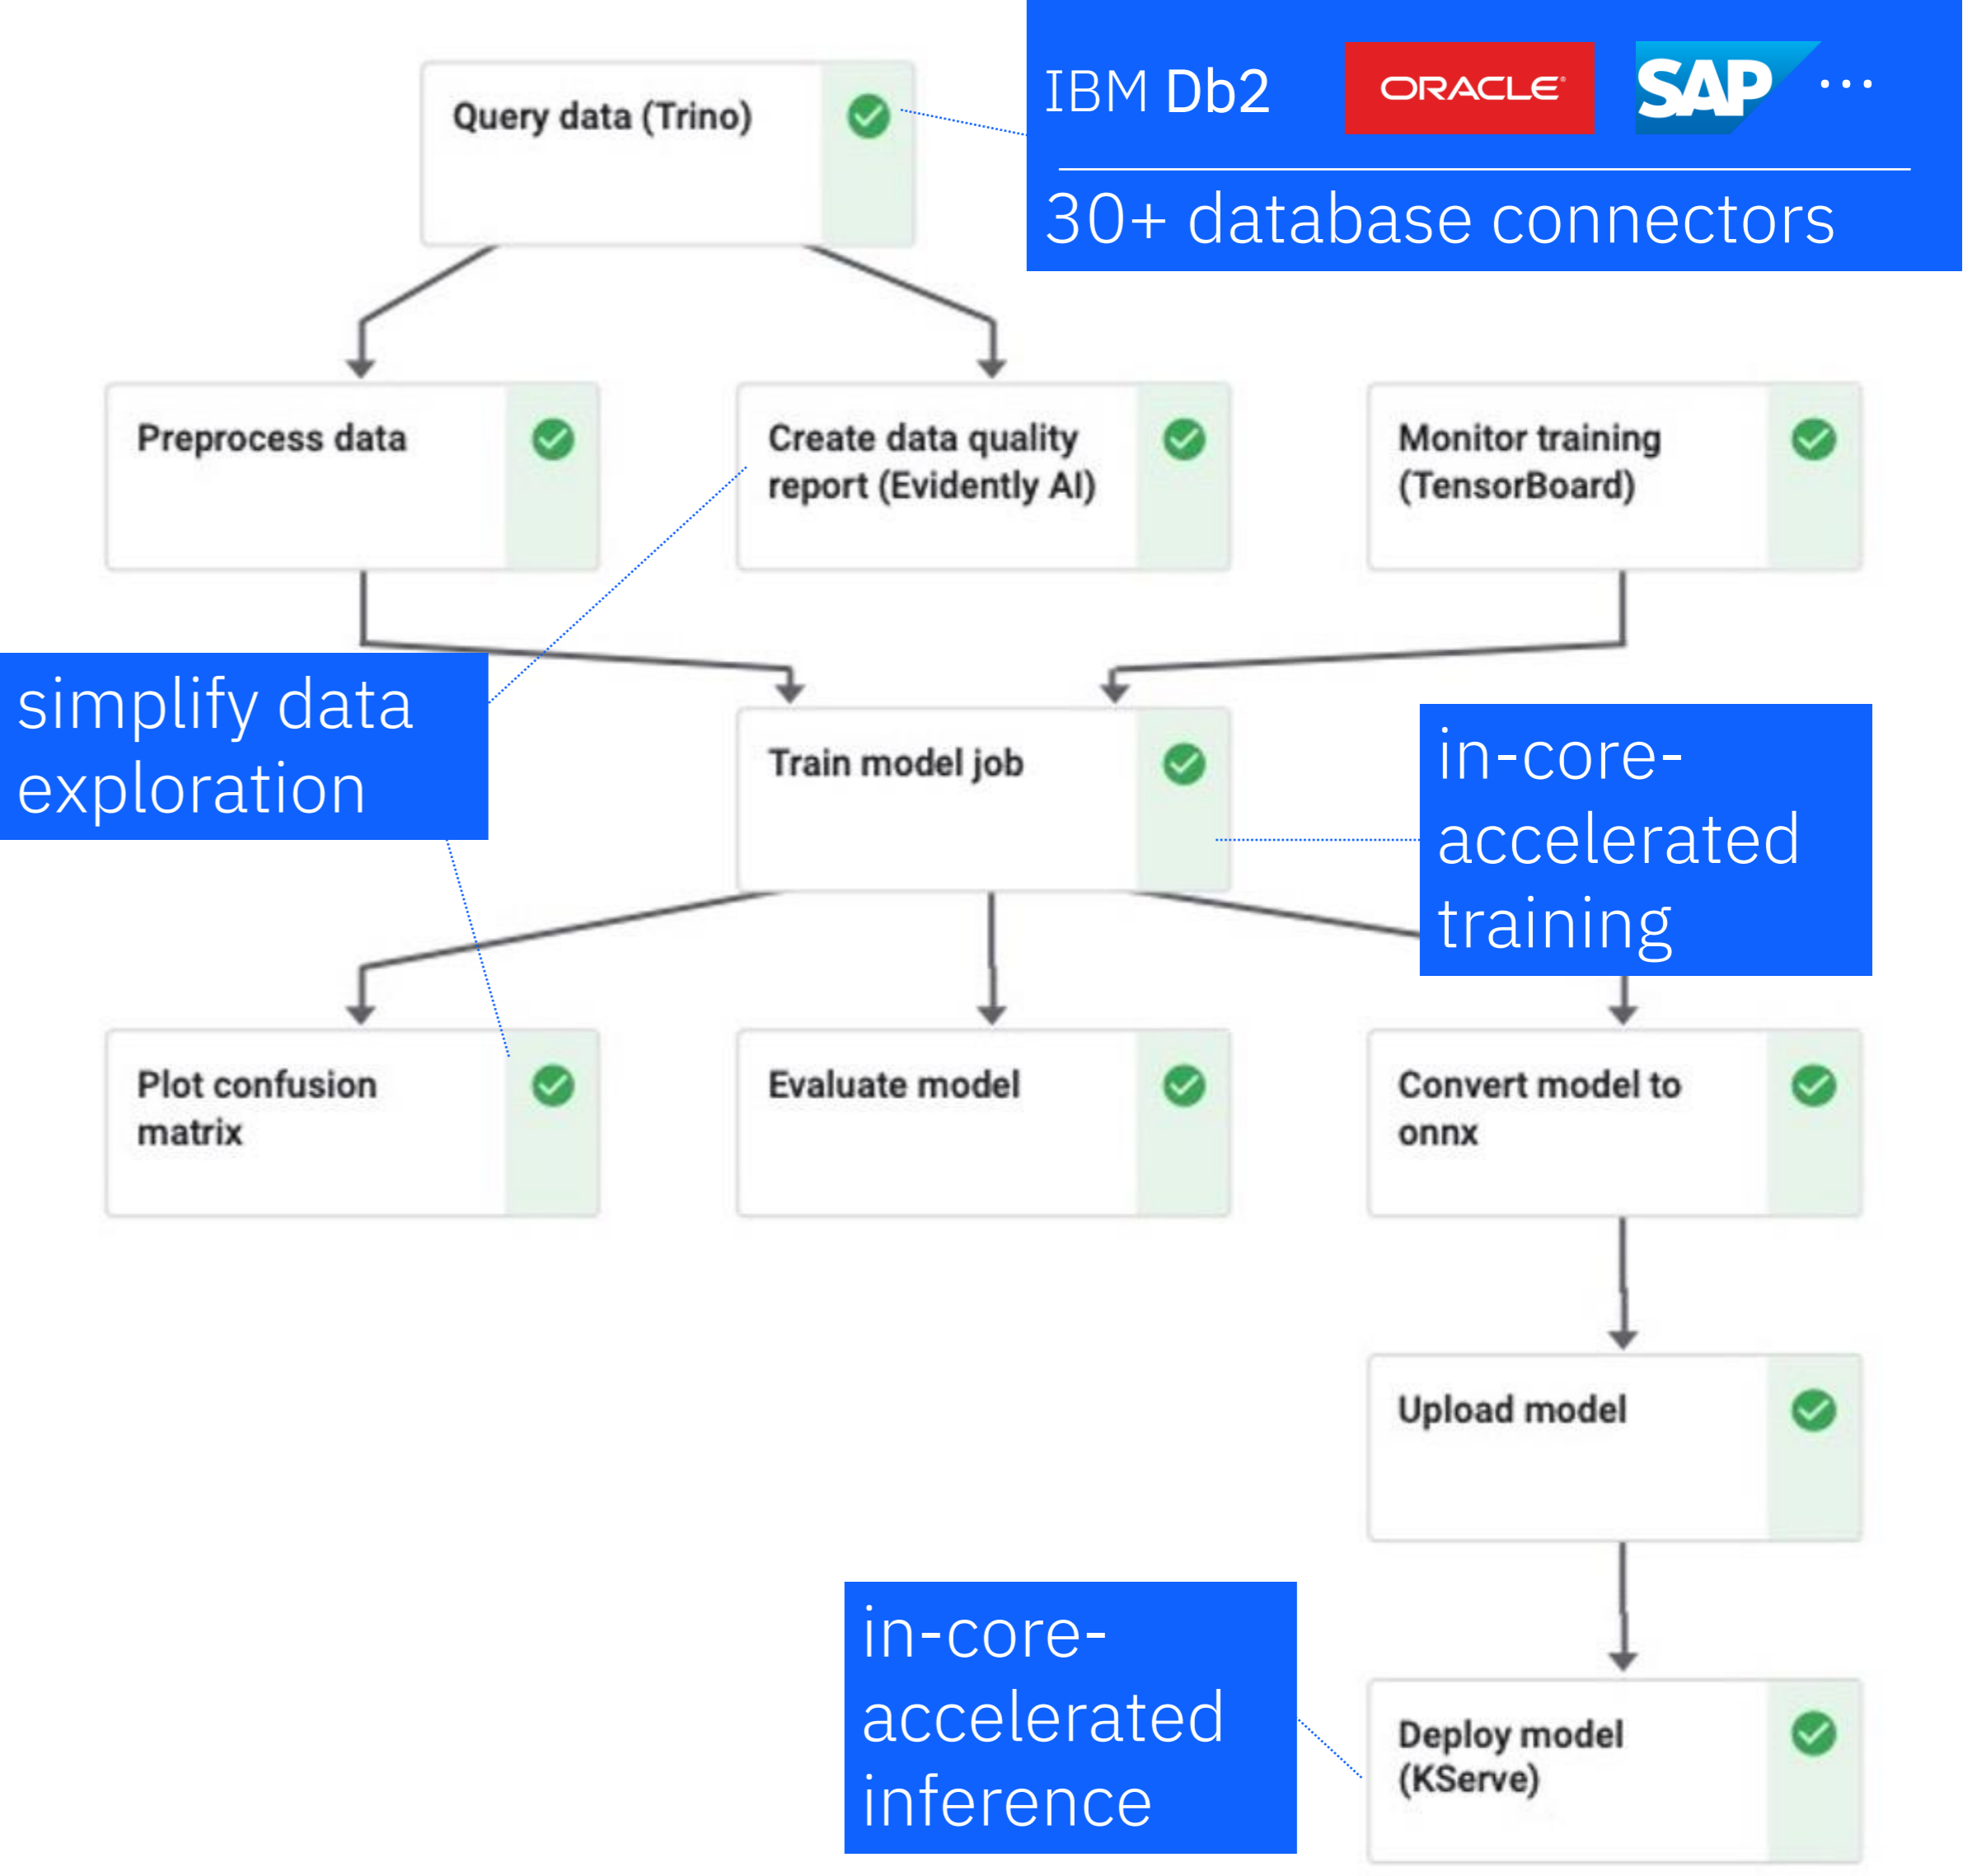 IBM Db2
ORACLE
SAP
...
30+ database connectors
Query data (Trino)
Preprocess data
Create data quality
report (Evidently AI)
Monitor training
(TensorBoard)
simplify data
exploration
Train model job
in-core-
accelerated
training
Plot confusion
matrix
Evaluate model
Convert model to
onnx
Upload model
in-core-
accelerated
inference
Deploy model
(KServe)